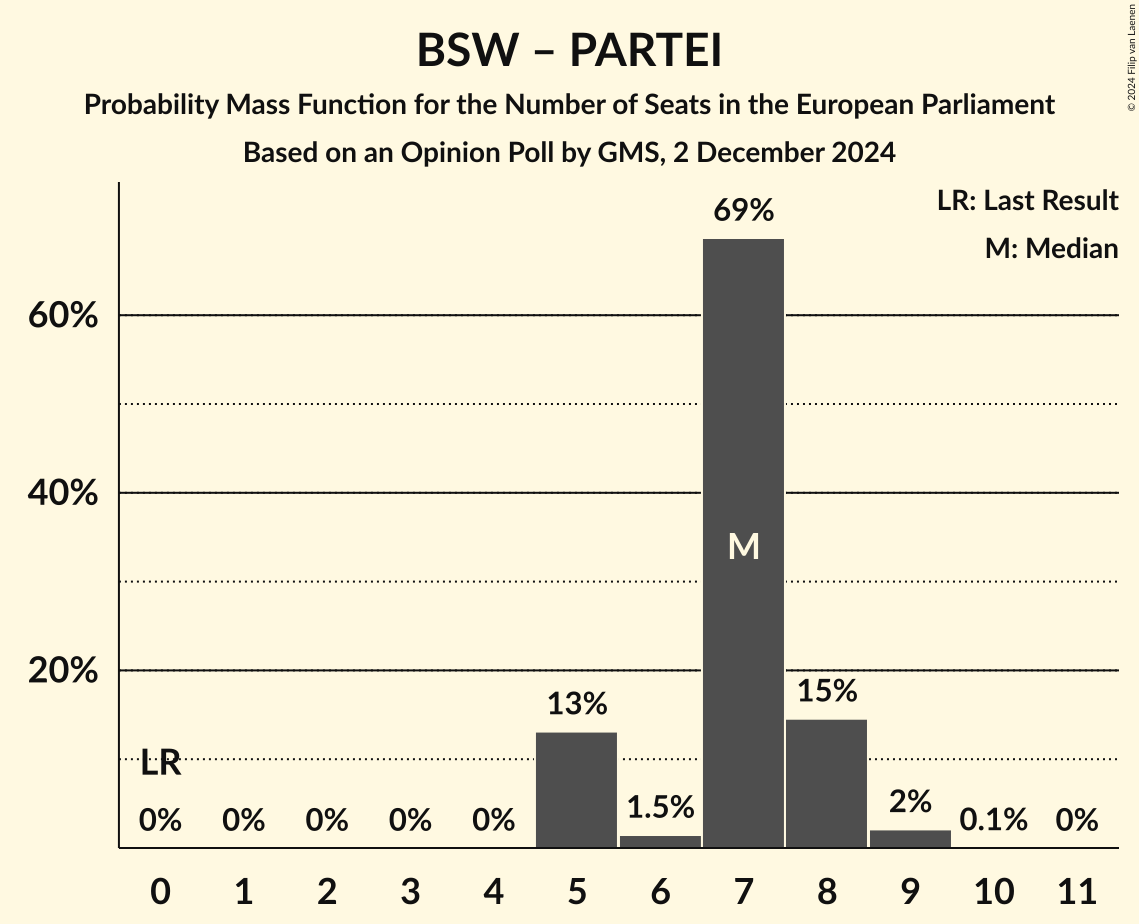 BSW – PARTEI
Probability Mass Function for the Number of Seats in the European Parliament
Based on an Opinion Poll by GMS, 2 December 2024
© 2024 Filip van Laenen
LR: Last Result
M: Median
69%
60%
40%
M
20%
15%
13%
LR
0% 0% 0% 0% 0% 1.5% 2% 0.1% 0%
0 1 2 3 4 5 6 7 8 9 10 11